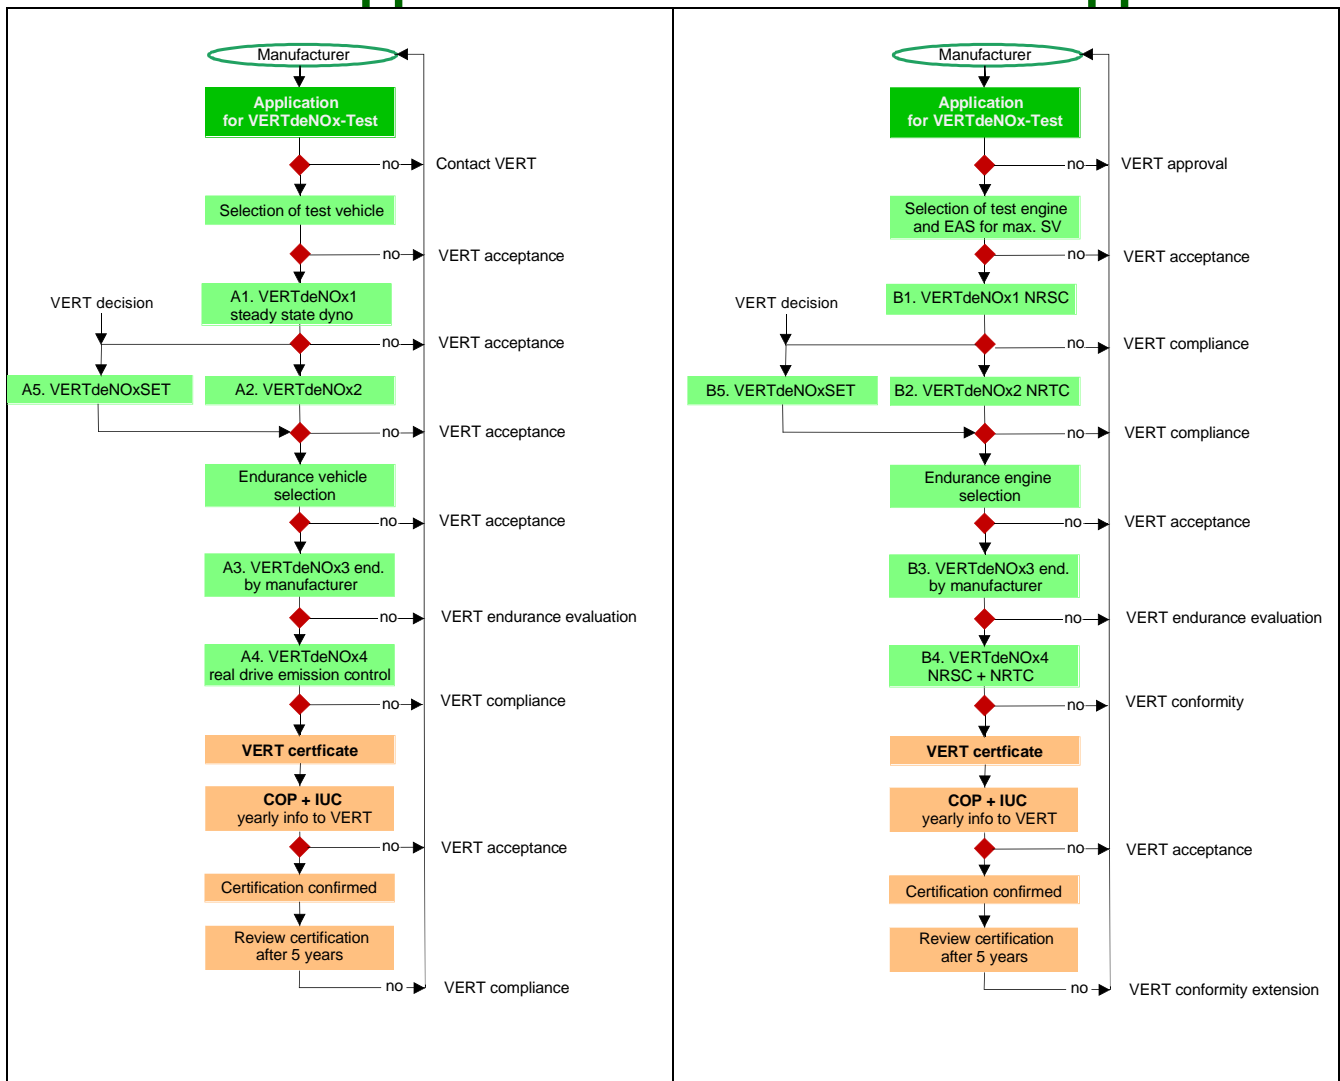 Manufacturer
Application
for VERTdeNOx-Test
no
Contact VERT
Selection of test vehicle
no
VERT acceptance
A1. VERTdeNOx1
steady state dyno
VERT decision
no
VERT acceptance
A5. VERTdeNOxSET
A2. VERTdeNOx2
no
VERT acceptance
Endurance vehicle
selection
no
VERT acceptance
A3. VERTdeNOx3 end.
by manufacturer
no
VERT endurance evaluation
A4. VERTdeNOx4
real drive emission control
no
VERT compliance
VERT certficate
COP + IUC
yearly info to VERT
no
VERT acceptance
Certification confirmed
Review certification
after 5 years
no
VERT compliance
Manufacturer
Application
for VERTdeNOx-Test
no
VERT approval
Selection of test engine
and EAS for max. SV
no
VERT acceptance
B1. VERTdeNOx1 NRSC
VERT decision
no
VERT compliance
B5. VERTdeNOxSET
B2. VERTdeNOx2 NRTC
no
VERT compliance
Endurance engine
selection
no
VERT acceptance
B3. VERTdeNOx3 end.
by manufacturer
no
VERT endurance evaluation
B4. VERTdeNOx4
NRSC + NRTC
no
VERT conformity
VERT certficate
COP + IUC
yearly info to VERT
no
VERT acceptance
Certification confirmed
Review certification
after 5 years
no
VERT conformity extension